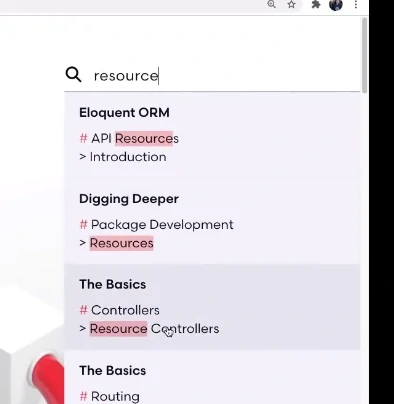 resource
Eloquent ORM
# API Resources
> Introduction
Digging Deeper
# Package Development
> Resources
The Basics
# Controllers
> Resource Controllers
The Basics
# Routing